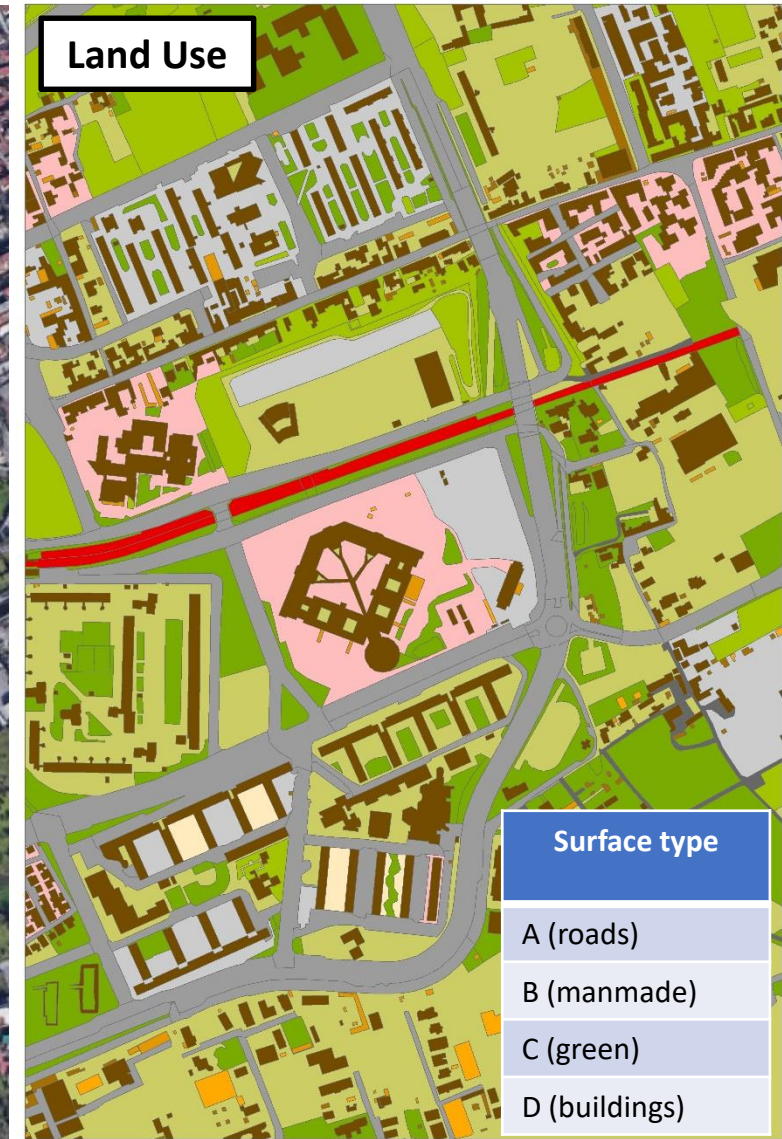 Land Use
Surface type
A (roads)
B (manmade)
C (green)
D (buildings)